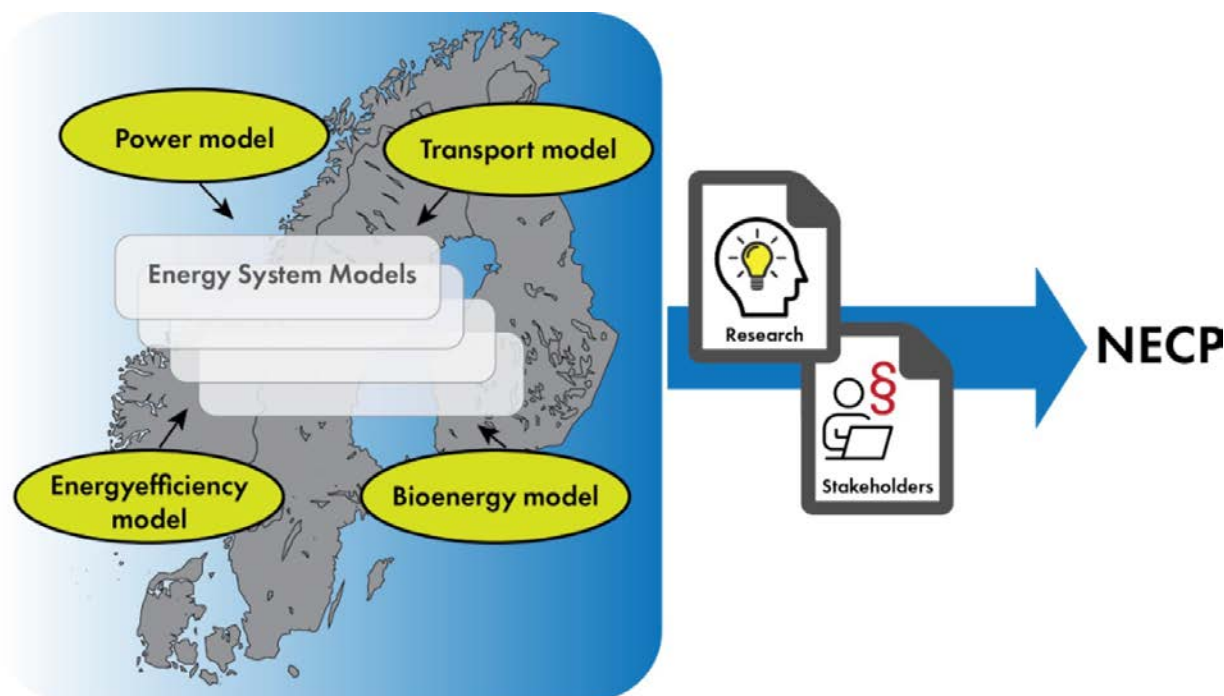 Power model
Transport model
Energy System Models
Energyefficiency
model
Bioenergy model
Research
§
Stakeholders
NECP